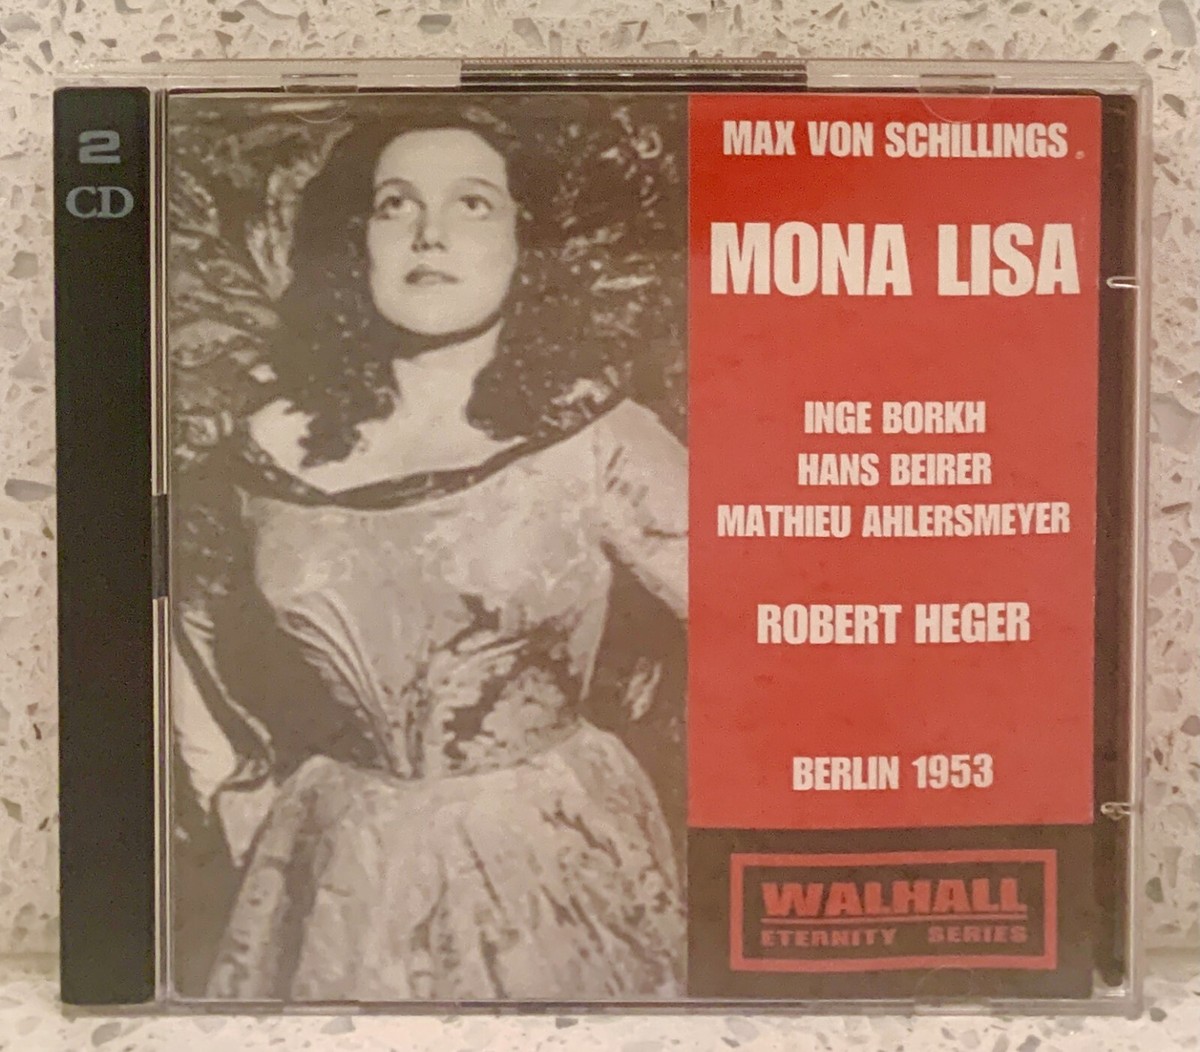 2
CD
MAX VON SCHILLINGS
MONA LISA
INGE BORKH
HANS BEIRER
MATHIEU AHLERSMEYER
ROBERT HEGER
BERLIN 1953
WALHALL
ETERNITY SERIES